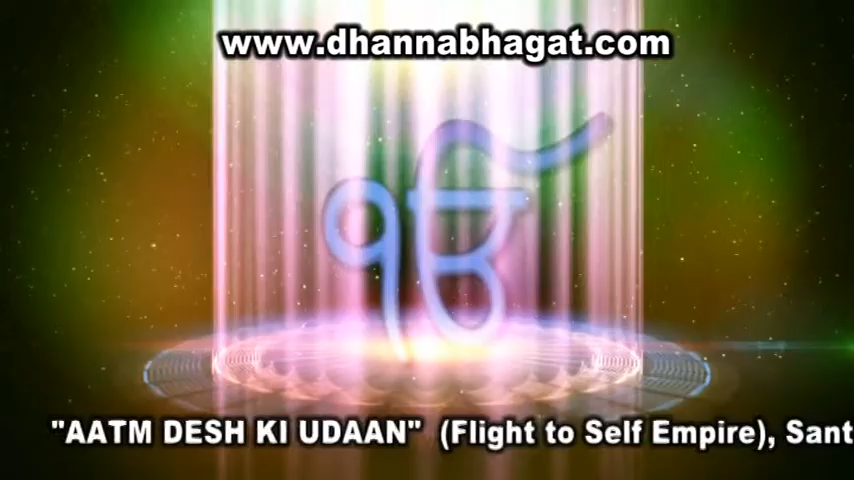 www.dhannabhagat.com
ੴ
"AATM DESH KI UDAAN" (Flight to Self Empire), Sant